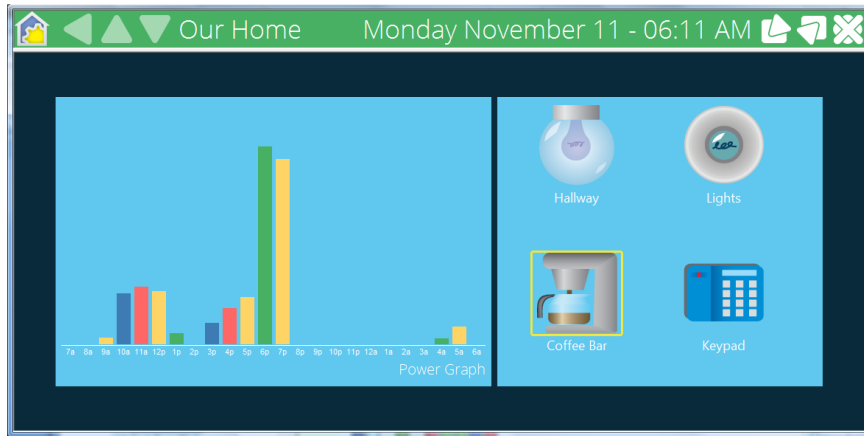 Our Home Monday November 11 - 06:11 AM
Hallway Lights
Coffee Bar Keypad
7a 8a 9a 10a 11a 12p 1p 2p 3p 4p 5p 6p 7p 8p 9p 10p 11p 12a 1a 2a 3a 4a 5a 6a
Power Graph